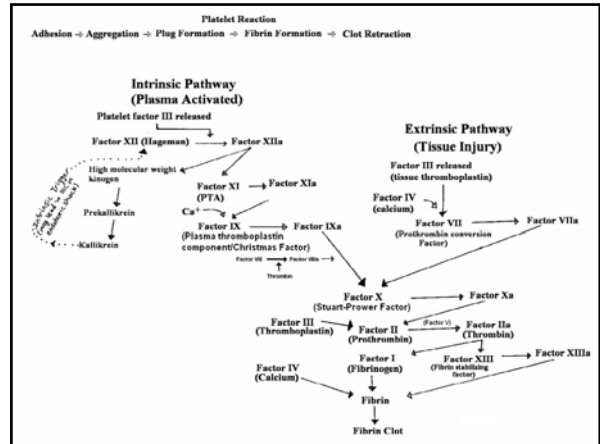 Platelet Reaction
Adhesion → Aggregation → Plug Formation → Fibrin Formation → Clot Retraction
Intrinsic Pathway
(Plasma Activated)
Platelet factor III released
Factor XII (Hageman)
Factor XIIa
High molecular weight
kinogen
Prekallikrein
Kallikrein
Intrinsic Trigger
Factor XI
(PTA)
Factor XIa
Ca⁺
Factor IX
(Plasma thromboplastin
component/Christmas Factor)
Factor IXa
Factor VIII
Factor VIIIa
Thrombin
Extrinsic Pathway
(Tissue Injury)
Factor III released
(tissue thromboplastin)
Factor IV
(calcium)
Factor VII
(Prothrombin conversion
Factor)
Factor VIIa
Factor X
(Stuart-Prower Factor)
Factor Xa
Factor III
(Thromboplastin)
Factor II
(Prothrombin)
(Factor V)
Factor IIa
(Thrombin)
Factor I
(Fibrinogen)
Factor XIII
(Fibrin stabilizing
factor)
Factor XIIIa
Factor IV
(Calcium)
Fibrin
Fibrin Clot